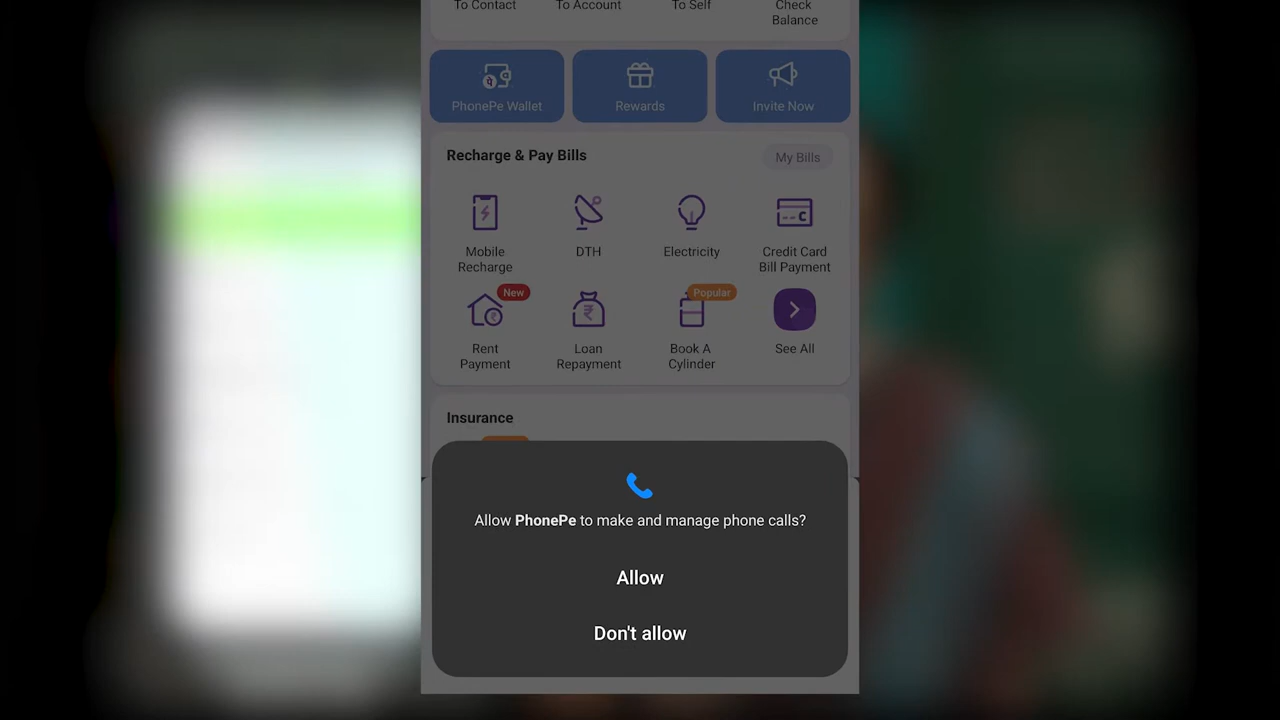 To Contact To Account To Self Check
Balance
PhonePe Wallet Rewards Invite Now
Recharge & Pay Bills My Bills
Mobile DTH Electricity Credit Card
Recharge Bill Payment
New Popular
Rent Loan Book A See All
Payment Repayment Cylinder
Insurance
Allow PhonePe to make and manage phone calls?
Allow
Don't allow